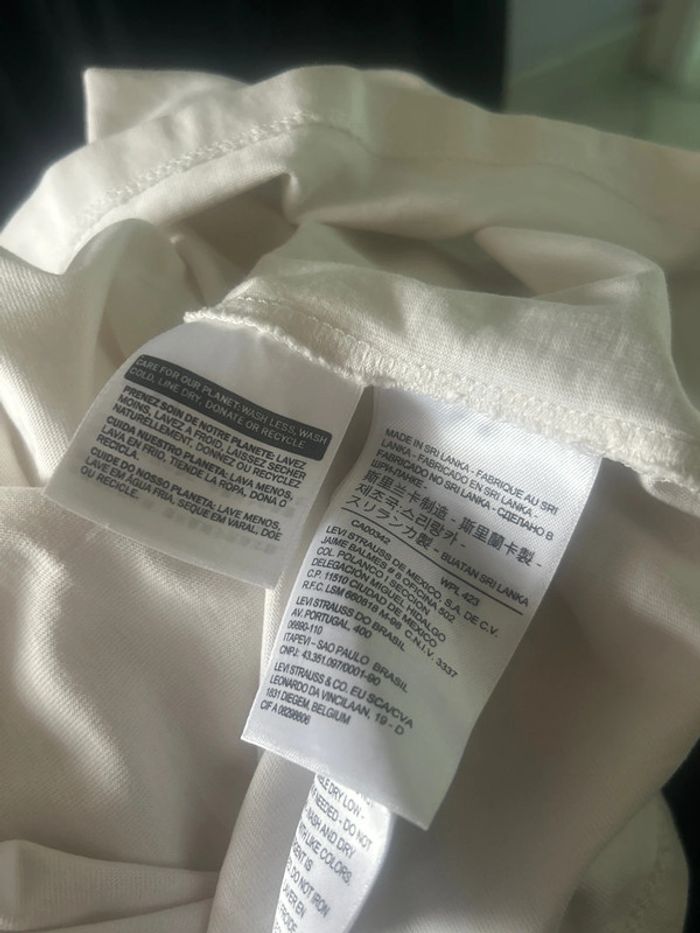 CARE FOR OUR PLANET: WASH LESS, WASH
COLD, LINE DRY, DONATE OR RECYCLE
PRENEZ SOIN DE NOTRE PLANETE: LAVEZ
MOINS, LAVEZ À FROID, LAISSEZ SECHER
NATURELLEMENT, DONNEZ OU RECYCLEZ
CUIDA NUESTRO PLANETA: LAVA MENOS,
LAVA EN FRIO, TIENDE LA ROPA, DONA O
RECICLA.
CUIDE DO NOSSO PLANETA: LAVE MENOS,
LAVE EM ÁGUA FRIA, SEQUE EM VARAL, DOE
OU RECICLE.
MADE IN SRI LANKA - FABRIQUE AU SRI
LANKA - FABRICADO EN SRI LANKA -
FABRICADO NO SRI LANKA - СДЕЛАНО В
ШРИ-ЛАНКЕ -
斯里兰卡制造 - 斯里蘭卡製 -
제조국:스리랑카 -
スリランカ製 - BUATAN SRI LANKA
CA00342 WPL 423
LEVI STRAUSS DE MEXICO, S.A. DE C.V.
JAIME BALMES # 8 OFICINA 502
COL. POLANCO I SECCIÓN
DELEGACIÓN MIGUEL HIDALGO
C.P. 11510 CIUDAD DE MEXICO
R.F.C. LSM 660618 M-98 C.N.I.V. 3337
LEVI STRAUSS DO BRASIL
AV. PORTUGAL, 400
06690-110
ITAPEVI - SAO PAULO BRASIL
CNPJ: 43.351.097/0001-90
LEVI STRAUSS & CO. EU SCA/CVA
LEONARDO DA VINCILAAN, 19 - D
1831 DIEGEM, BELGIUM
CIF A 08298606
DRY LOW -
NEEDED - DO NOT
WASH AND DRY
LIKE COLORS.
IS
DO NOT IRON
EN